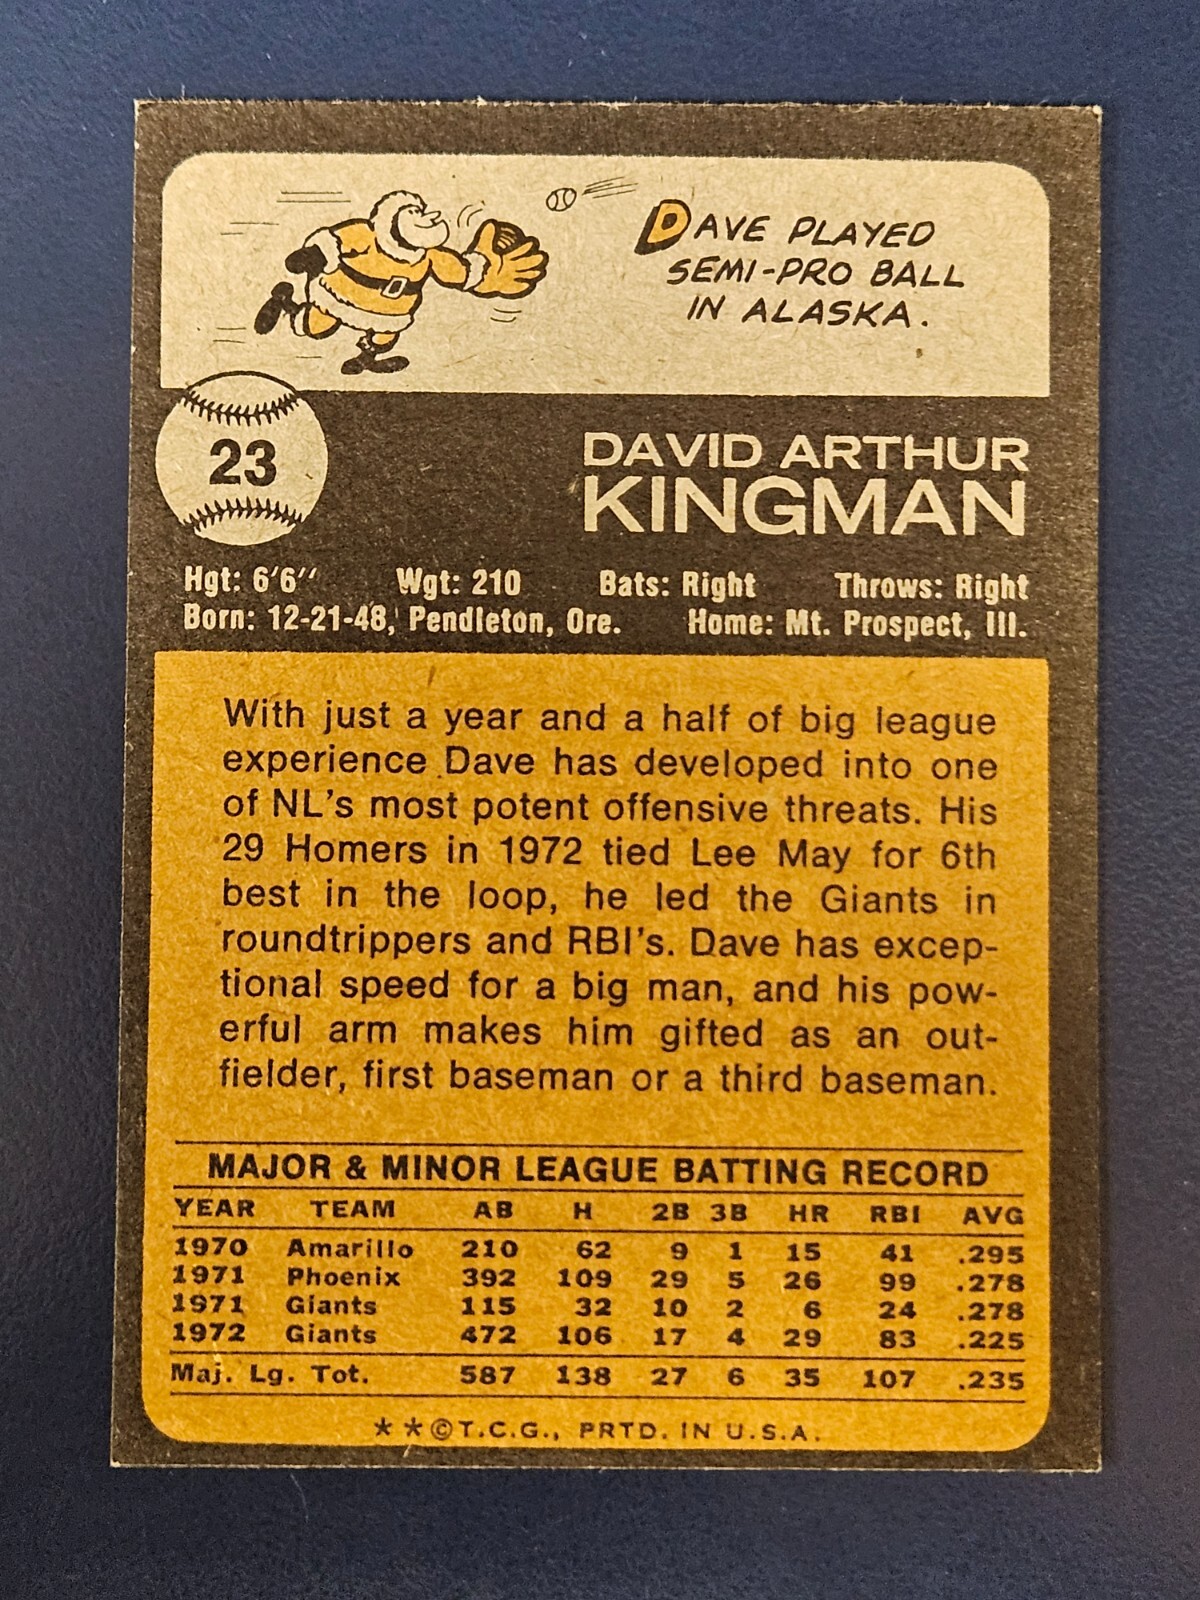 DAVE PLAYED
SEMI-PRO BALL
IN ALASKA.
23
DAVID ARTHUR
KINGMAN
Hgt: 6'6" Wgt: 210 Bats: Right Throws: Right
Born: 12-21-48, Pendleton, Ore. Home: Mt. Prospect, Ill.
With just a year and a half of big league
experience Dave has developed into one
of NL's most potent offensive threats. His
29 Homers in 1972 tied Lee May for 6th
best in the loop, he led the Giants in
roundtrippers and RBI's. Dave has excep-
tional speed for a big man, and his pow-
erful arm makes him gifted as an out-
fielder, first baseman or a third baseman.
MAJOR & MINOR LEAGUE BATTING RECORD
YEAR TEAM AB H 2B 3B HR RBI AVG
1970 Amarillo 210 62 9 1 15 41 .295
1971 Phoenix 392 109 29 5 26 99 .278
1971 Giants 115 32 10 2 6 24 .278
1972 Giants 472 106 17 4 29 83 .225
Maj. Lg. Tot. 587 138 27 6 35 107 .235
**©T.C.G., PRTD. IN U.S.A.